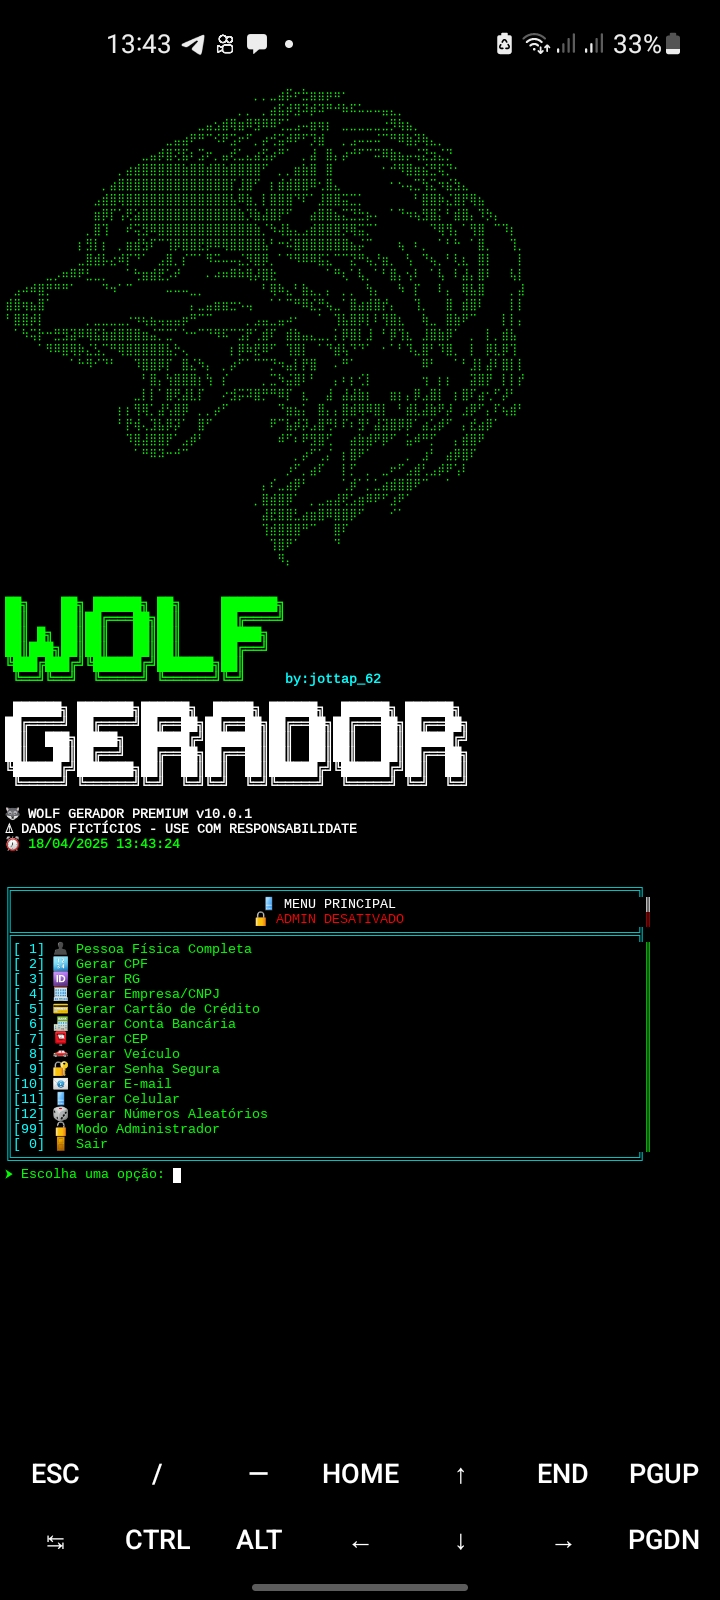 13:43 33%
WOLF
by:jottap_62
GERADOR
WOLF GERADOR PREMIUM v10.0.1
⚠ DADOS FICTÍCIOS - USE COM RESPONSABILIDATE
⏰ 18/04/2025 13:43:24
MENU PRINCIPAL
🔒 ADMIN DESATIVADO
[ 1] Pessoa Física Completa
[ 2] Gerar CPF
[ 3] Gerar RG
[ 4] Gerar Empresa/CNPJ
[ 5] Gerar Cartão de Crédito
[ 6] Gerar Conta Bancária
[ 7] Gerar CEP
[ 8] Gerar Veículo
[ 9] Gerar Senha Segura
[10] Gerar E-mail
[11] Gerar Celular
[12] Gerar Números Aleatórios
[99] Modo Administrador
[ 0] Sair
➤ Escolha uma opção:
ESC / — HOME ↑ END PGUP
↹ CTRL ALT ← ↓ → PGDN